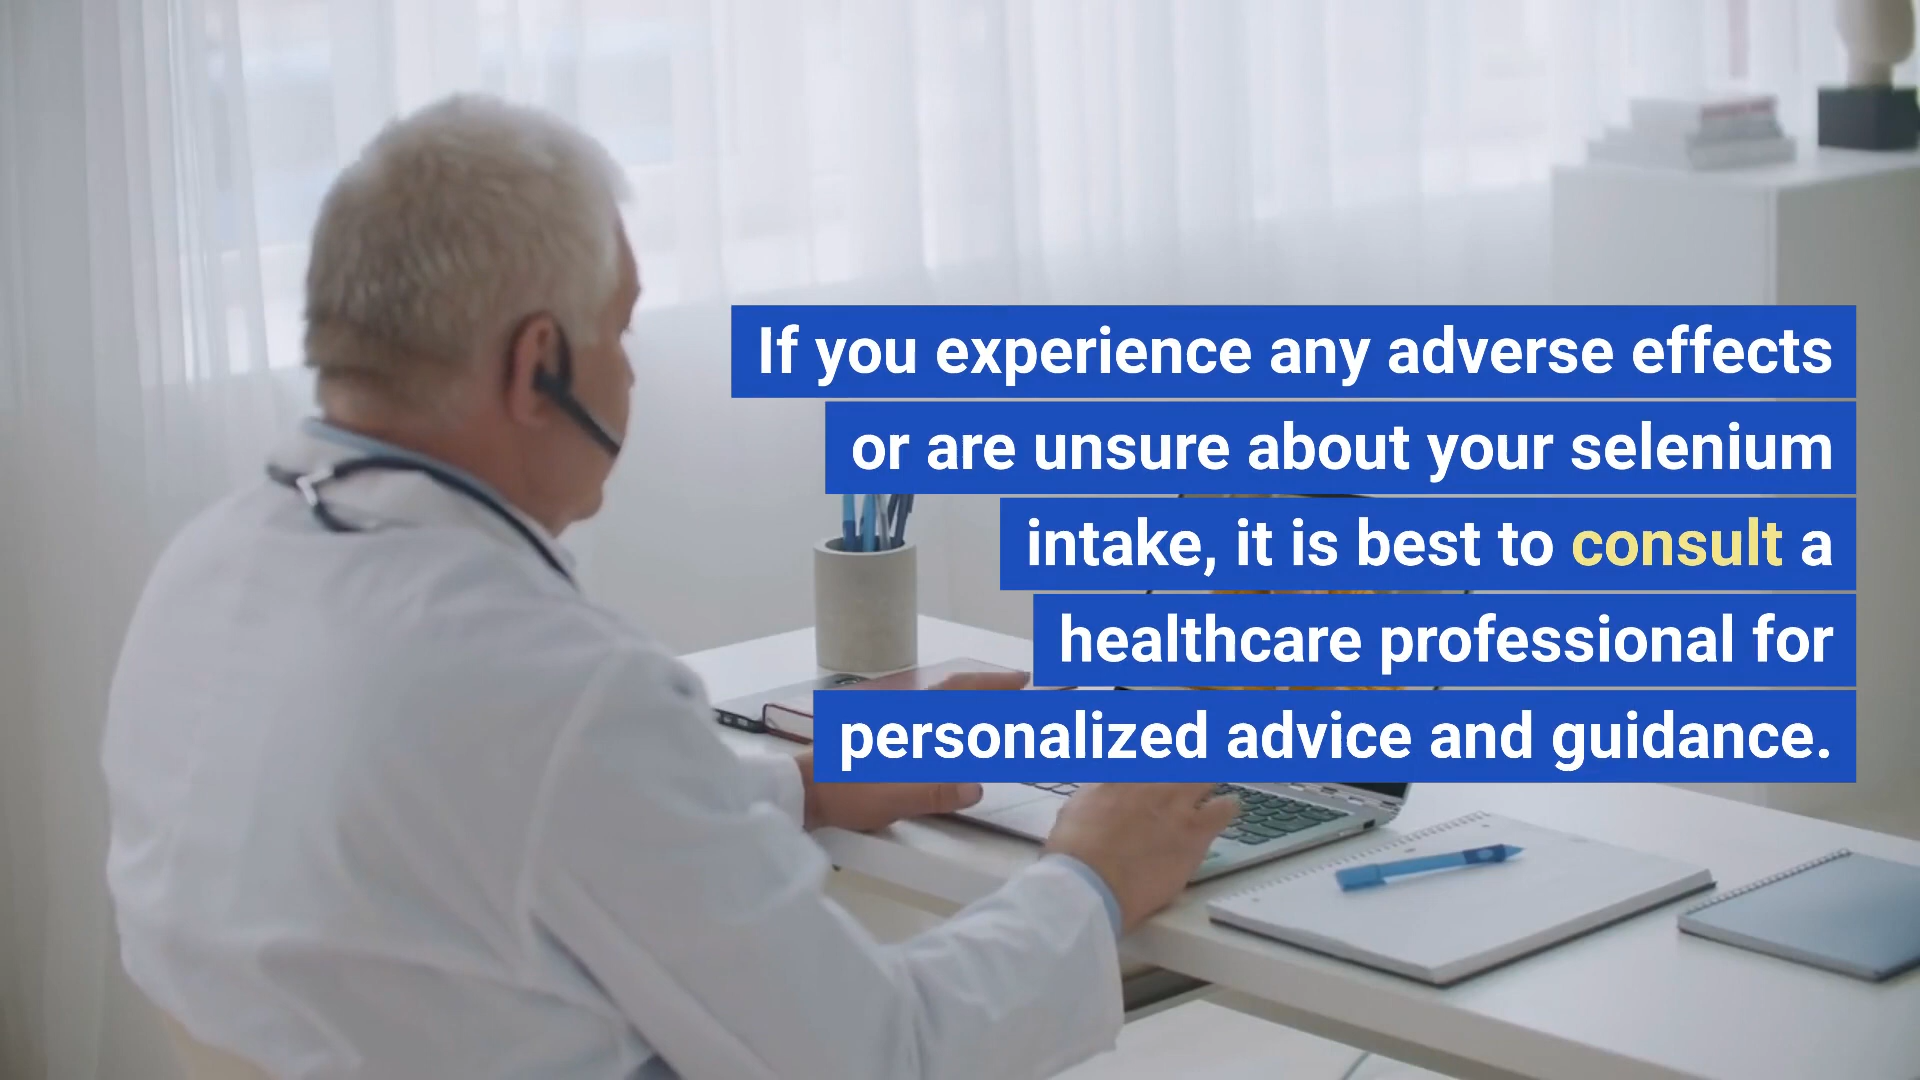 If you experience any adverse effects
or are unsure about your selenium
intake, it is best to consult a
healthcare professional for
personalized advice and guidance.